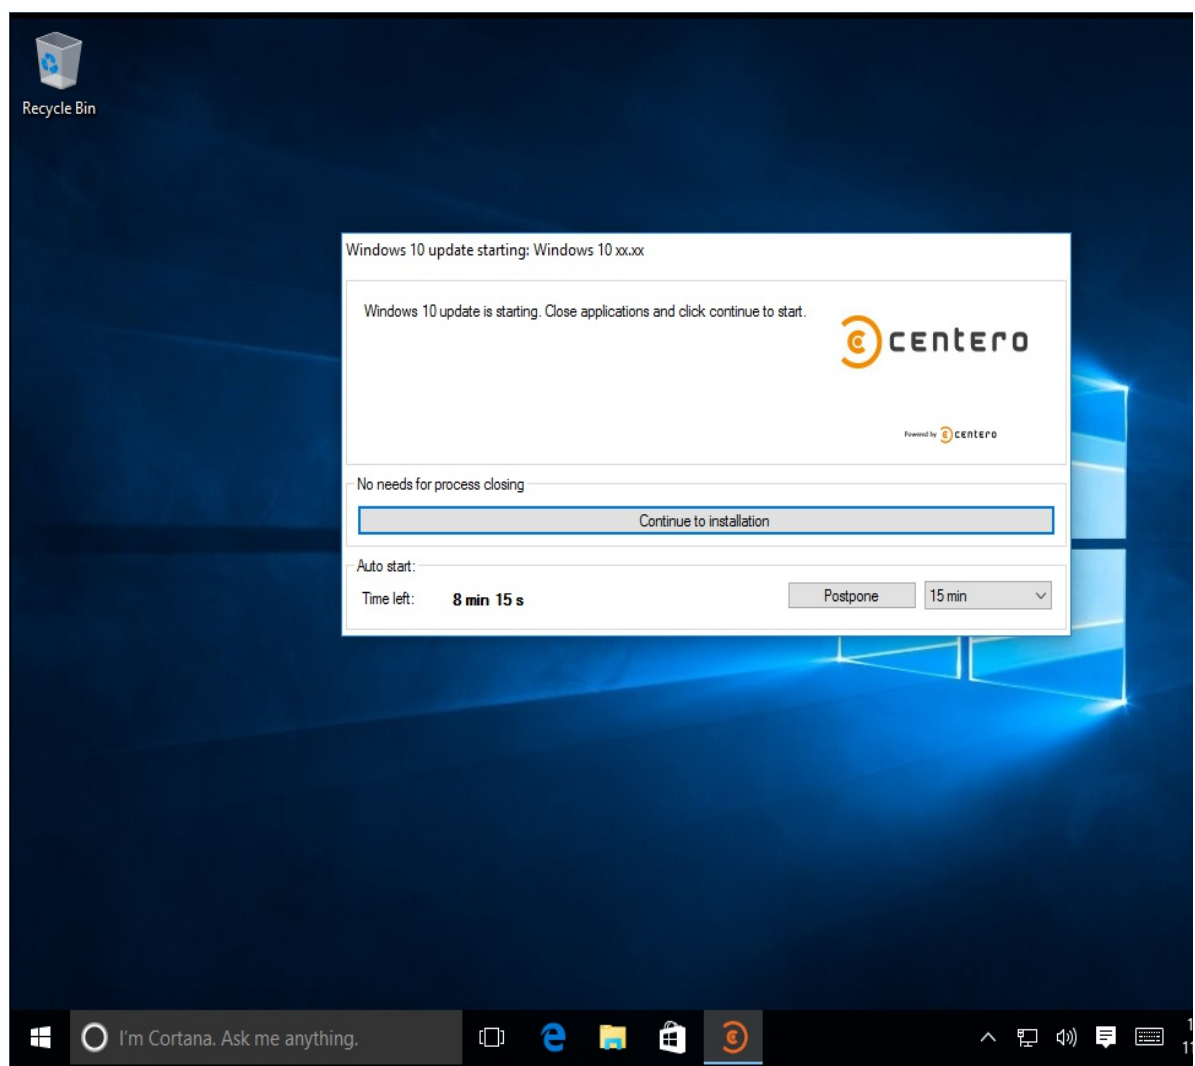 Recycle Bin
Windows 10 update starting: Windows 10 xx.xx
Windows 10 update is starting. Close applications and click continue to start.
centero
Powered by centero
No needs for process closing
Continue to installation
Auto start:
Time left: 8 min 15 s Postpone 15 min
I'm Cortana. Ask me anything.